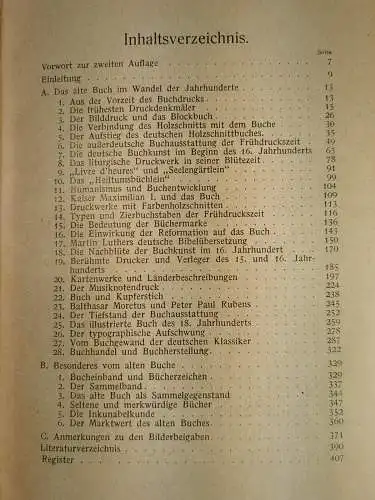 Inhaltsverzeichnis.
Seite
Vorwort zur zweiten Auflage 7
Einleitung 9
A. Das alte Buch im Wandel der Jahrhunderte 13
1. Aus der Vorzeit des Buchdrucks 13
2. Die frühesten Druckdenkmäler 15
3. Der Bilddruck und das Blockbuch 26
4. Die Verbindung des Holzschnitts mit dem Buche 30
5. Der Aufstieg des deutschen Holzschnittbuches. 35
6. Die außerdeutsche Buchausstattung der Frühdruckszeit 49
7. Die deutsche Buchkunst im Beginn des 16. Jahrhunderts 63
8. Das liturgische Druckwerk in seiner Blütezeit 78
9. „Livre d'heures" und „Seelengärtlein" 91
10. Das „Heiltumsbüchlein" 99
11. Humanismus und Buchentwicklung 104
12. Kaiser Maximilian I. und das Buch 109
13. Druckwerke mit Farbenholzschnitten 113
14. Typen und Zierbuchstaben der Frühdruckzeit 116
15. Die Bedeutung der Büchermarke 136
16. Die Einwirkung der Reformation auf das Buch 143
17. Martin Luthers deutsche Bibelübersetzung 150
18. Die Nachblüte der Buchkunst im 16. Jahrhundert 170
19. Berühmte Drucker und Verleger des 15. und 16. Jahr-
hunderts 185
20. Kartenwerke und Länderbeschreibungen 197
21. Der Musiknotendruck 224
22. Buch und Kupferstich 238
23. Balthasar Moretus und Peter Paul Rubens 245
24. Der Tiefstand der Buchausstattung 252
25. Das illustrierte Buch des 18. Jahrhunderts 259
26. Der typographische Aufschwung 278
27. Vom Buchgewand der deutschen Klassiker 287
28. Buchhandel und Buchherstellung 322
B. Besonderes vom alten Buche 329
1. Bucheinband und Bücherzeichen 329
2. Der Sammelband 337
3. Das alte Buch als Sammelgegenstand 344
4. Seltene und merkwürdige Bücher 347
5. Die Inkunabelkunde 352
6. Der Marktwert des alten Buches 360
C. Anmerkungen zu den Bilderbeigaben 371
Literaturverzeichnis 390
Register 407